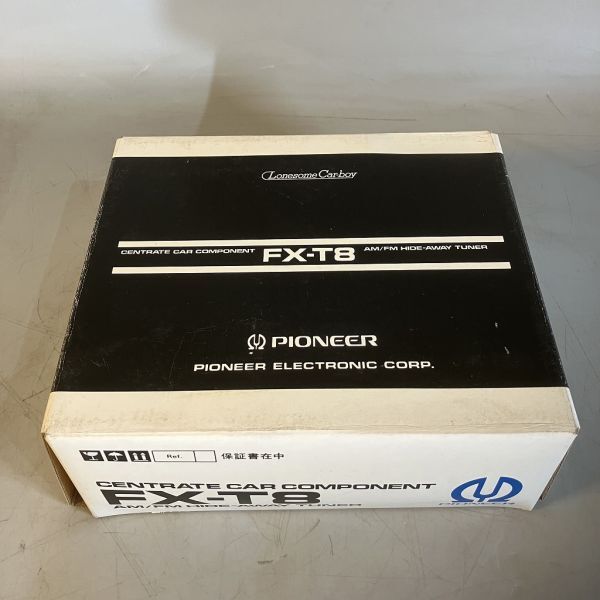 Lonesome Car-boy
CENTRATE CAR COMPONENT FX-T8 AM/FM HIDE-AWAY TUNER
PIONEER
PIONEER ELECTRONIC CORP.
Ref. 保証書在中
CENTRATE CAR COMPONENT
FX-T8
AM/FM HIDE-AWAY TUNER
PIONEER